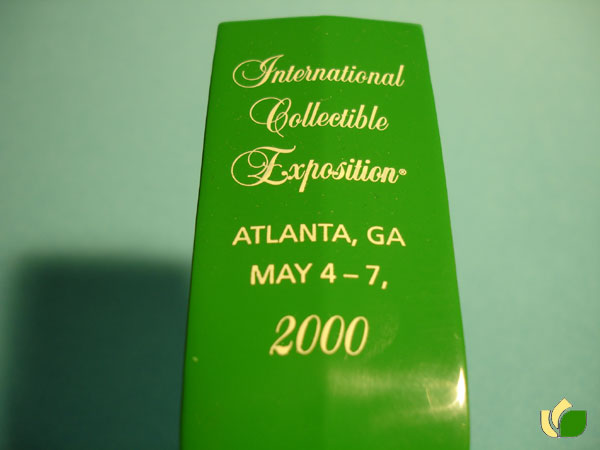 International
Collectible
Exposition®
ATLANTA, GA
MAY 4 – 7,
2000